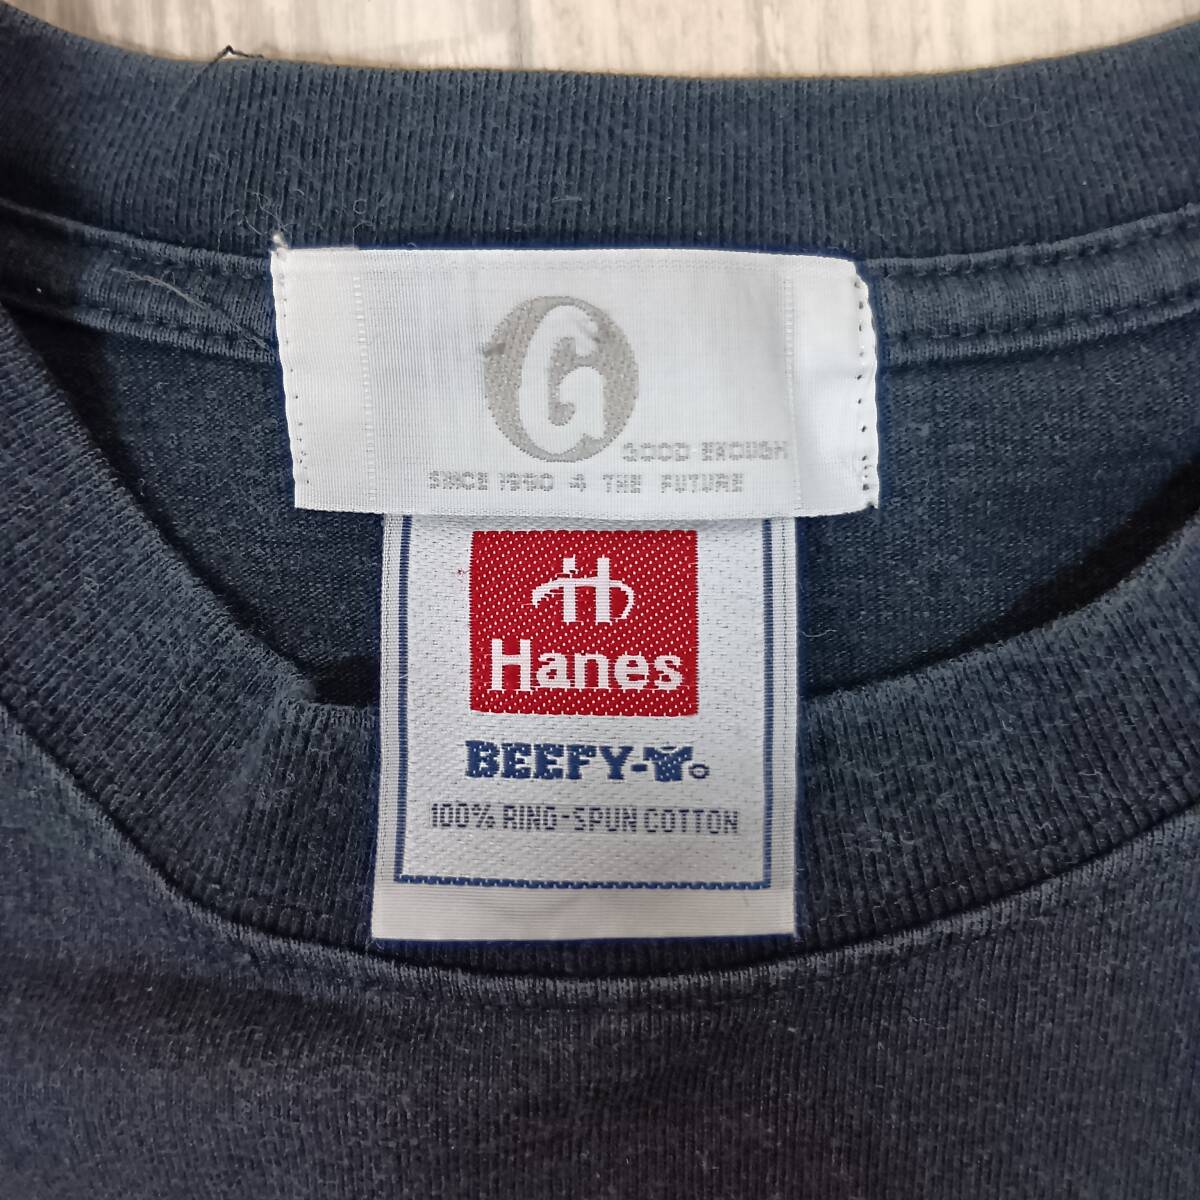 G
GOOD ENOUGH
SINCE 1990 4 THE FUTURE
H
Hanes
BEEFY-T
100% RING-SPUN COTTON